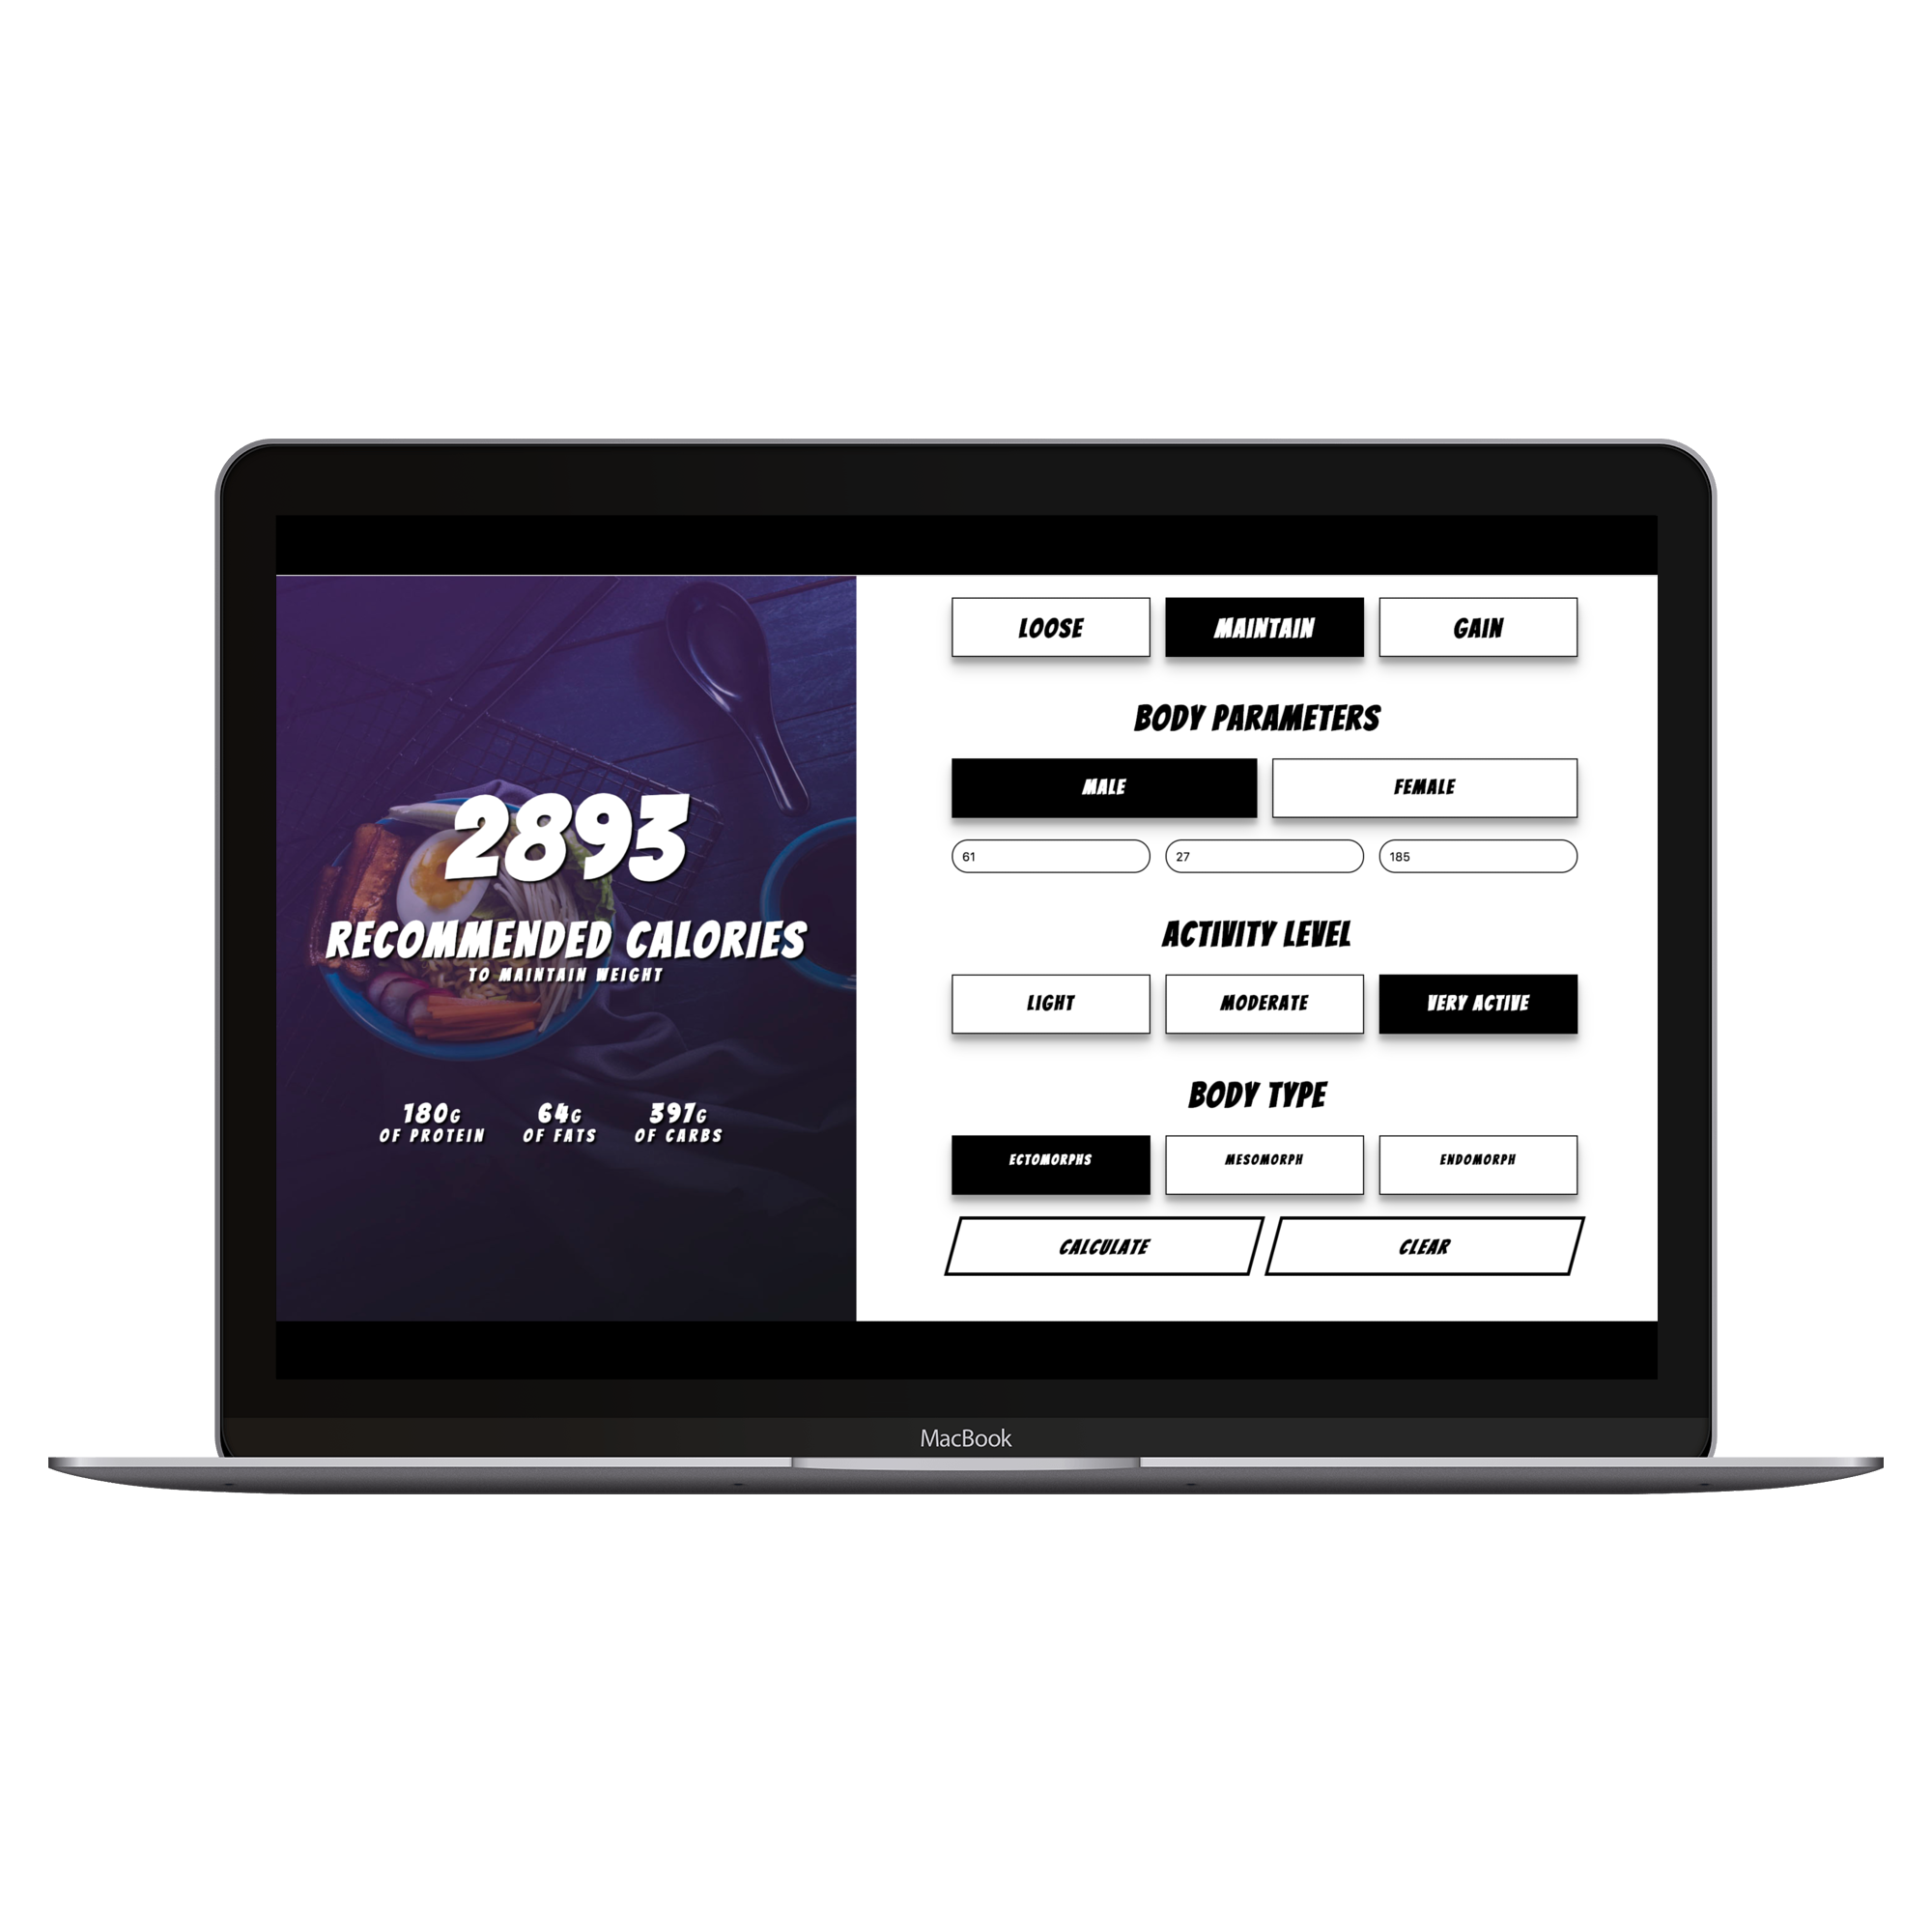 2893
RECOMMENDED CALORIES
TO MAINTAIN WEIGHT
180G
OF PROTEIN
64G
OF FATS
397G
OF CARBS
LOOSE
MAINTAIN
GAIN
BODY PARAMETERS
MALE
FEMALE
61
27
185
ACTIVITY LEVEL
LIGHT
MODERATE
VERY ACTIVE
BODY TYPE
ECTOMORPHS
MESOMORPH
ENDOMORPH
CALCULATE
CLEAR
MacBook